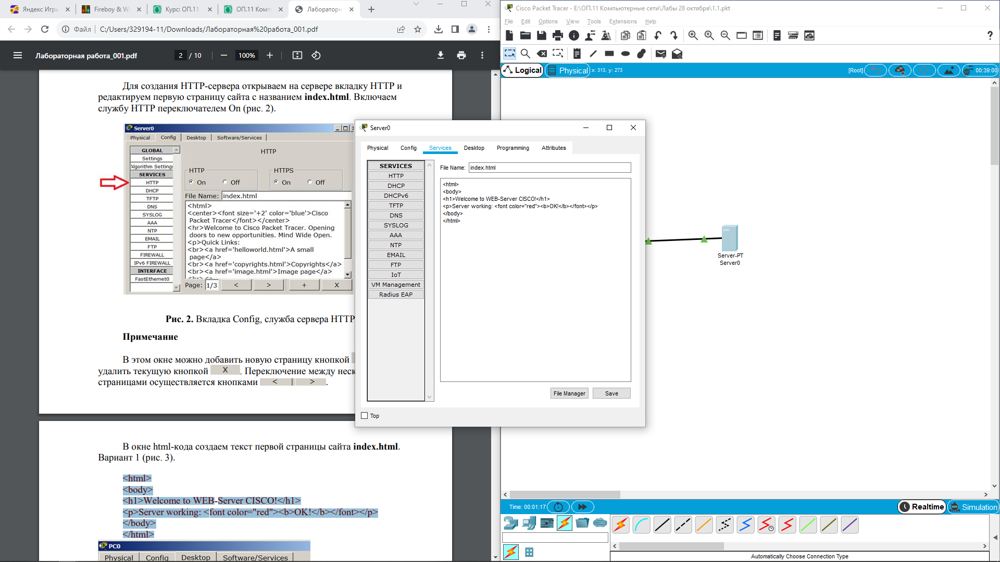 Яндекс Игры
Fireboy & Wa
Курс: ОП.11
ОП.11 Комп
Лабораторн
Файл
C:/Users/329194-11/Downloads/Лабораторная%20работа_001.pdf
Лабораторная работа_001.pdf
2 / 10
100%
Для создания HTTP-сервера открываем на сервере вкладку HTTP и
редактируем первую страницу сайта с названием index.html. Включаем
службу HTTP переключателем On (рис. 2).
Server0
Physical Config Desktop Software/Services
GLOBAL
Settings
Algorithm Settings
SERVICES
HTTP
DHCP
TFTP
DNS
SYSLOG
AAA
NTP
EMAIL
FTP
FIREWALL
IPv6 FIREWALL
INTERFACE
FastEthernet0
HTTP
HTTP
On Off
HTTPS
On Off
File Name: index.html
<html>
<center><font size='+2' color='blue'>Cisco
Packet Tracer</font></center>
<hr>Welcome to Cisco Packet Tracer. Opening
doors to new opportunities. Mind Wide Open.
<p>Quick Links:
<br><a href='helloworld.html'>A small
page</a>
<br><a href='copyrights.html'>Copyrights</a>
<br><a href='image.html'>Image page</a>
Page: 1/3 < > + X
Рис. 2. Вкладка Config, служба сервера HTTP
Примечание
В этом окне можно добавить новую страницу кнопкой
удалить текущую кнопкой X . Переключение между неск
страницами осуществляется кнопками < | > .
В окне html-кода создаем текст первой страницы сайта index.html.
Вариант 1 (рис. 3).
<html>
<body>
<h1>Welcome to WEB-Server CISCO!</h1>
<p>Server working: <font color="red"><b>OK!</b></font></p>
</body>
</html>
PC0
Physical Config Desktop Software/Services
Cisco Packet Tracer - E:\ОП.11 Компьютерные сети\Лабы 28 октября\1.1.pkt
File Edit Options View Tools Extensions Help
Logical
Physical
x: 313, y: 273
[Root]
00:39:00
Server0
Physical Config Services Desktop Programming Attributes
SERVICES
HTTP
DHCP
DHCPv6
TFTP
DNS
SYSLOG
AAA
NTP
EMAIL
FTP
IoT
VM Management
Radius EAP
File Name: index.html
<html>
<body>
<h1>Welcome to WEB-Server CISCO!</h1>
<p>Server working: <font color="red"><b>OK!</b></font></p>
</body>
</html>
File Manager
Save
Top
Server-PT
Server0
Time: 00:01:17
Realtime
Simulation
Automatically Choose Connection Type